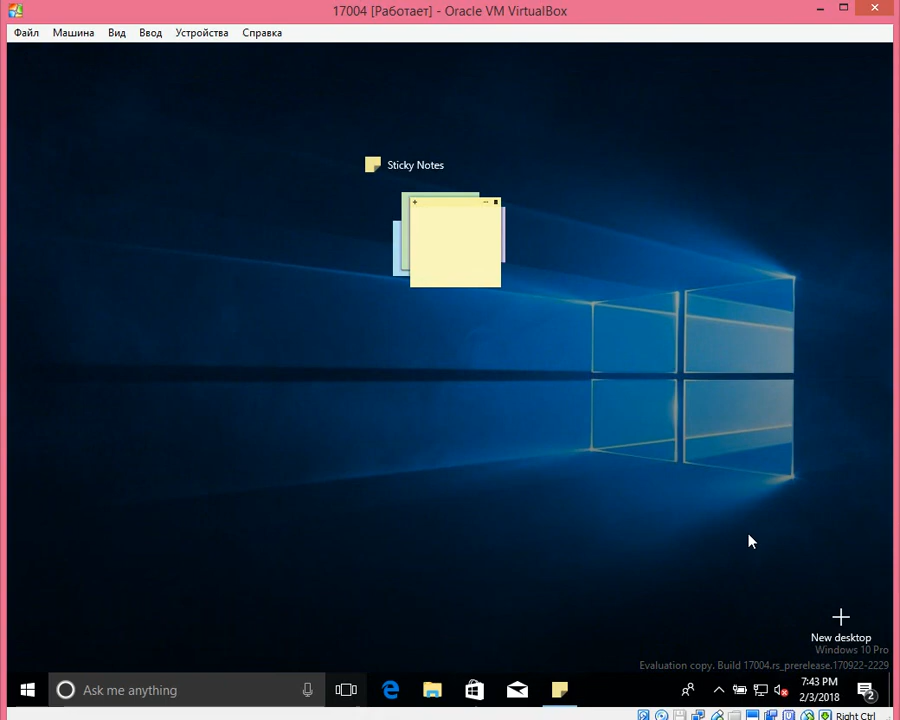 17004 [Работает] - Oracle VM VirtualBox
Файл Машина Вид Ввод Устройства Справка
Sticky Notes
New desktop
Windows 10 Pro
Evaluation copy. Build 17004.rs_prerelease.170922-2229
Ask me anything
7:43 PM
2/3/2018
2
Right Ctrl